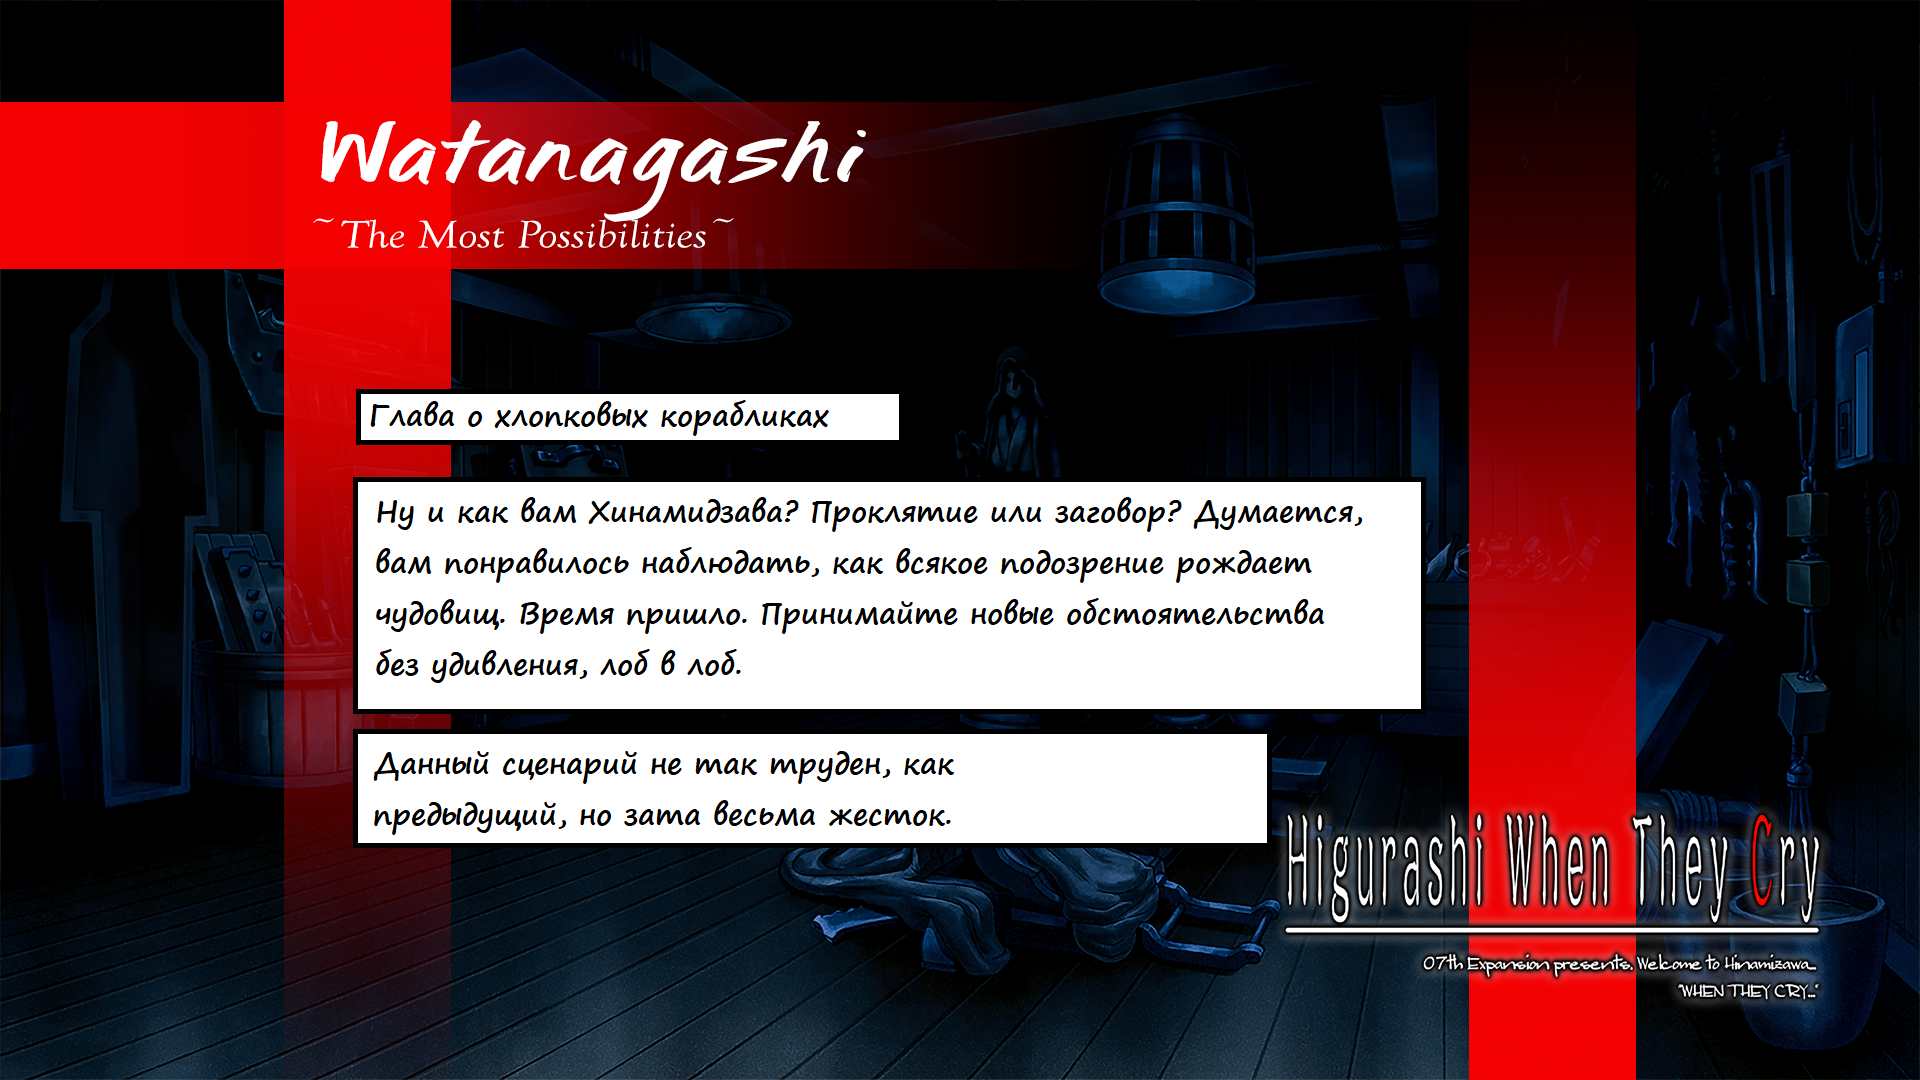 Watanagashi
~The Most Possibilities~
Глава о хлопковых корабликах
Ну и как вам Хинамидзава? Проклятие или заговор? Думается,
вам понравилось наблюдать, как всякое подозрение рождает
чудовищ. Время пришло. Принимайте новые обстоятельства
без удивления, лоб в лоб.
Данный сценарий не так труден, как
предыдущий, но зата весьма жесток.
Higurashi When They Cry
07th Expansion presents. Welcome to Hinamizawa...
"WHEN THEY CRY..."